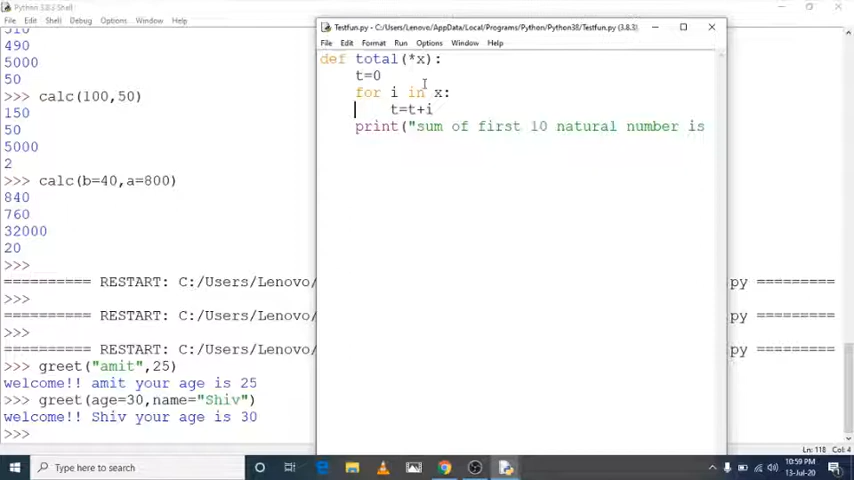 Python 3.8.3 Shell
File Edit Shell Debug Options Window Help
310
490
5000
50
>>> calc(100,50)
150
50
5000
2
>>> calc(b=40,a=800)
840
760
32000
20
>>>
========== RESTART: C:/Users/Lenovo/ py =========
>>>
========== RESTART: C:/Users/Lenovo/ py =========
>>>
========== RESTART: C:/Users/Lenovo/ py =========
>>> greet("amit",25)
welcome!! amit your age is 25
>>> greet(age=30,name="Shiv")
welcome!! Shiv your age is 30
>>>
Testfun.py - C:/Users/Lenovo/AppData/Local/Programs/Python/Python38/Testfun.py (3.8.3)
File Edit Format Run Options Window Help
def total(*x):
t=0
for i in x:
t=t+i
print("sum of first 10 natural number is
Ln: 118 Col: 4
Type here to search
10:59 PM
13-Jul-20